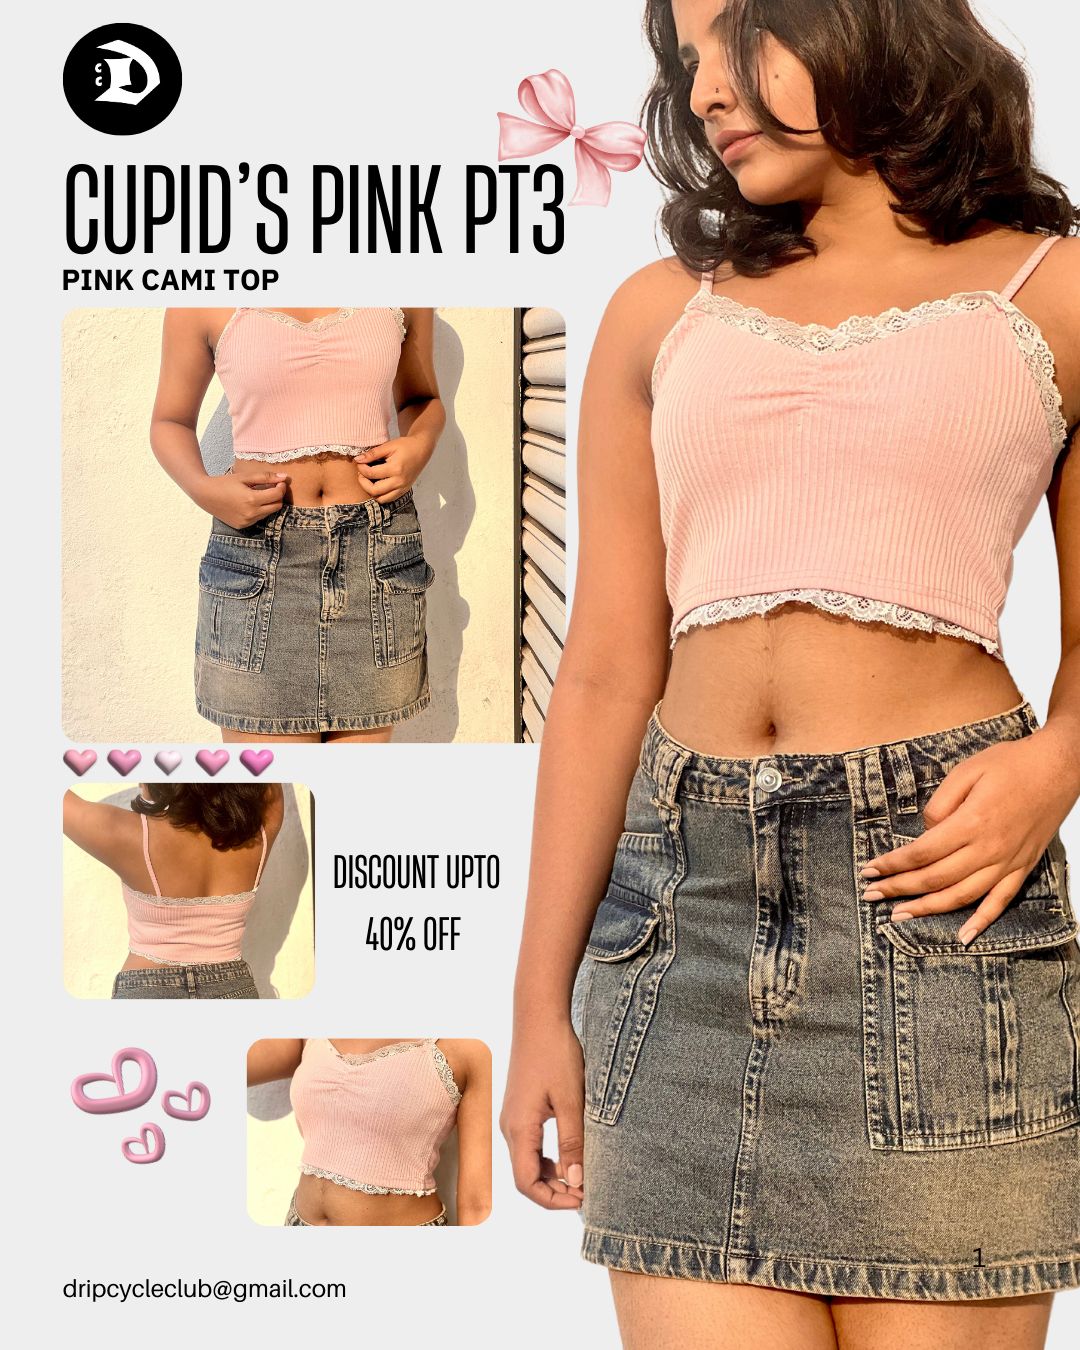 D
CUPID'S PINK PT3
PINK CAMI TOP
DISCOUNT UPTO
40% OFF
1
dripcycleclub@gmail.com